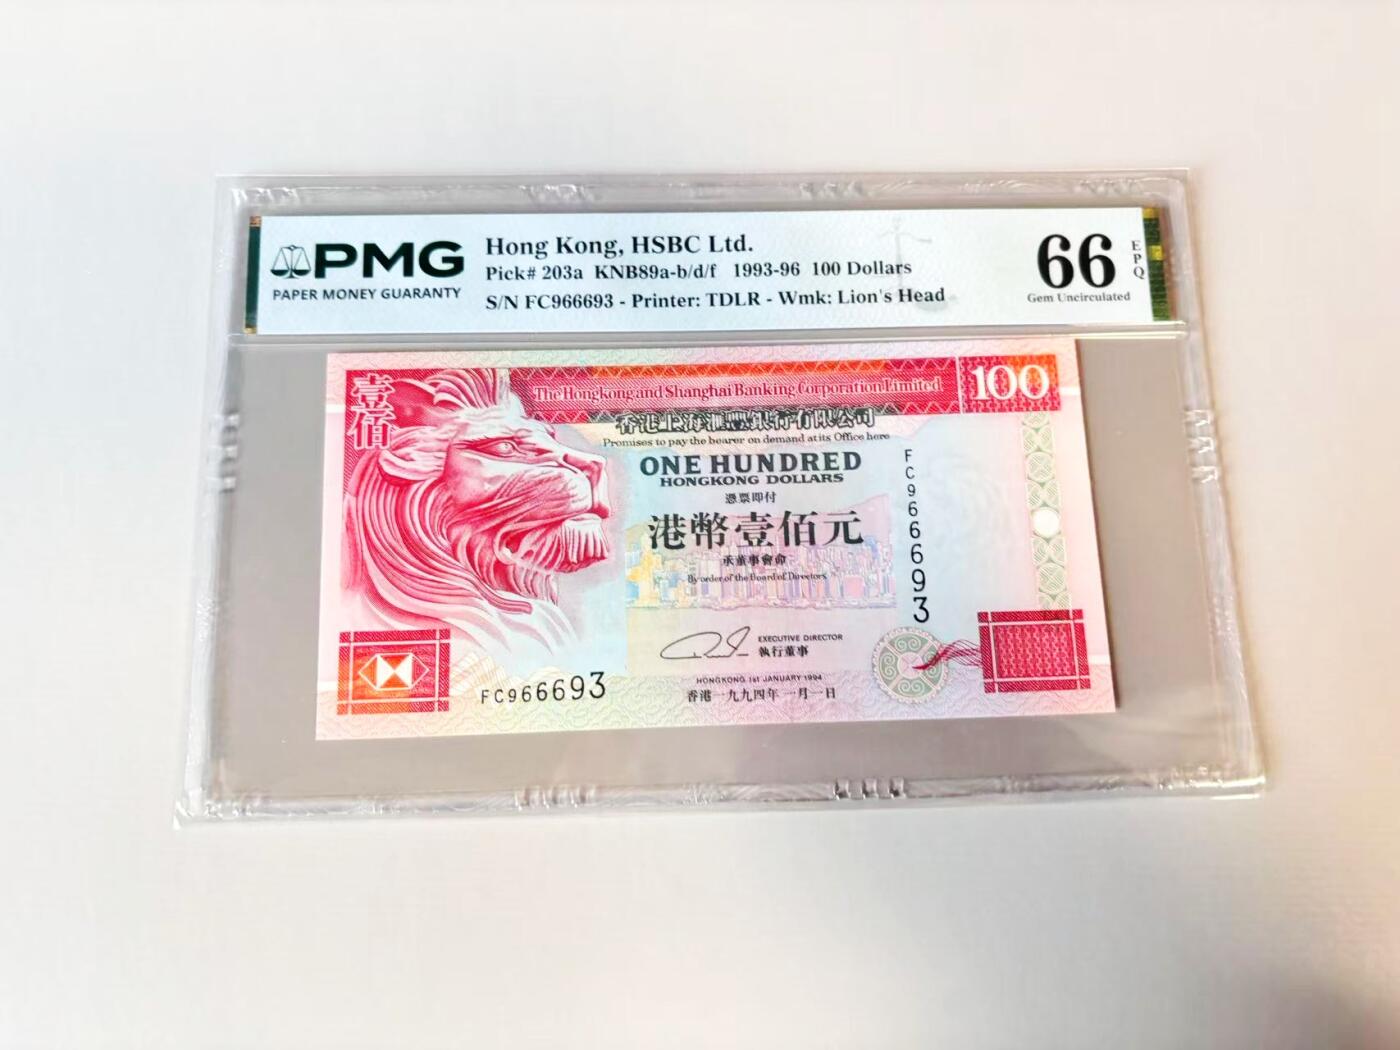 PMG
PAPER MONEY GUARANTY
Hong Kong, HSBC Ltd.
Pick# 203a KNB89a-b/d/f 1993-96 100 Dollars
S/N FC966693 - Printer: TDLR - Wmk: Lion's Head
66
EPQ
Gem Uncirculated
壹佰
The Hongkong and Shanghai Banking Corporation Limited
100
香港上海滙豐銀行有限公司
Promises to pay the bearer on demand at its Office here
ONE HUNDRED
HONGKONG DOLLARS
憑票即付
港幣壹佰元
承董事會命
By order of the Board of Directors
FC966693
EXECUTIVE DIRECTOR
執行董事
FC966693
HONGKONG 1st JANUARY 1994
香港一九九四年一月一日